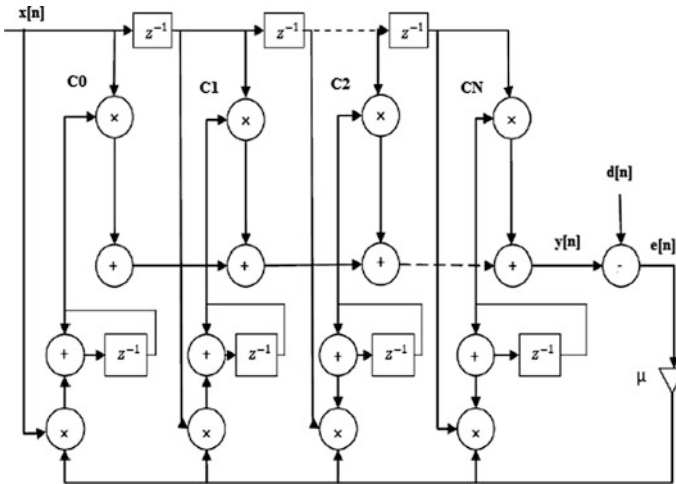 x[n]
z⁻¹ z⁻¹ z⁻¹
C0 C1 C2 CN
× × × ×
d[n]
y[n] e[n]
+ + + + -
+ z⁻¹ + z⁻¹ + z⁻¹ + z⁻¹
μ
× × × ×